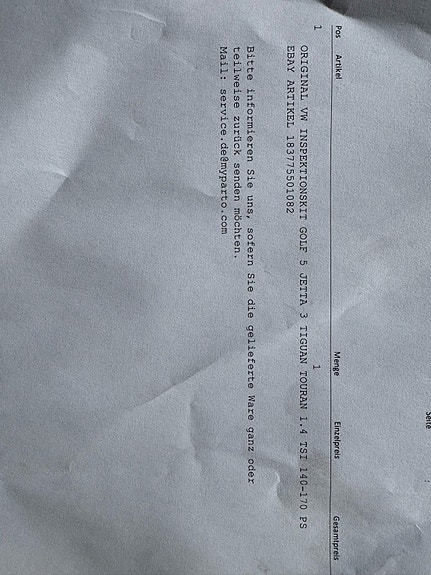 Seite :
Pos Artikel Menge Einzelpreis Gesamtpreis
1 1
ORIGINAL VW INSPEKTIONSKIT GOLF 5 JETTA 3 TIGUAN TOURAN 1.4 TSI 140-170 PS
EBAY ARTIKEL 183775501082
Bitte informieren Sie uns, sofern Sie die gelieferte Ware ganz oder
teilweise zurück senden möchten.
Mail: service.de@myparto.com